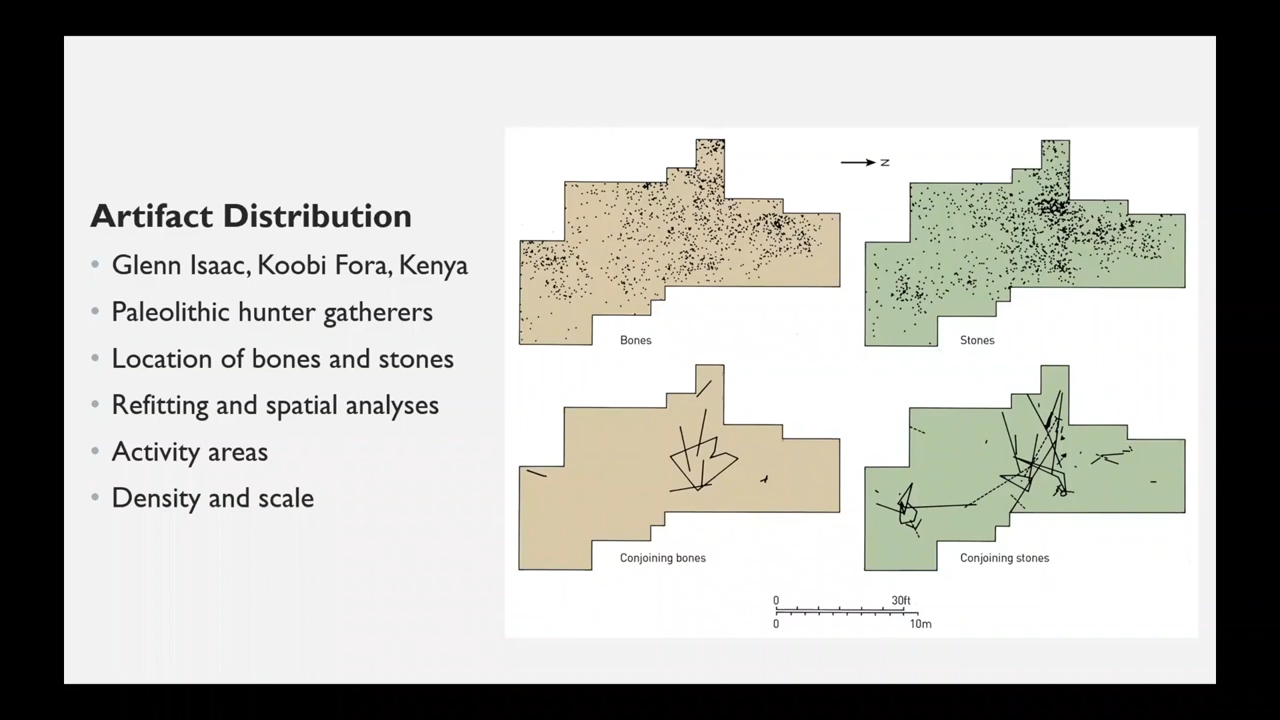 Artifact Distribution
• Glenn Isaac, Koobi Fora, Kenya
• Paleolithic hunter gatherers
• Location of bones and stones
• Refitting and spatial analyses
• Activity areas
• Density and scale
N
Bones
Stones
Conjoining bones
Conjoining stones
0 30ft
0 10m